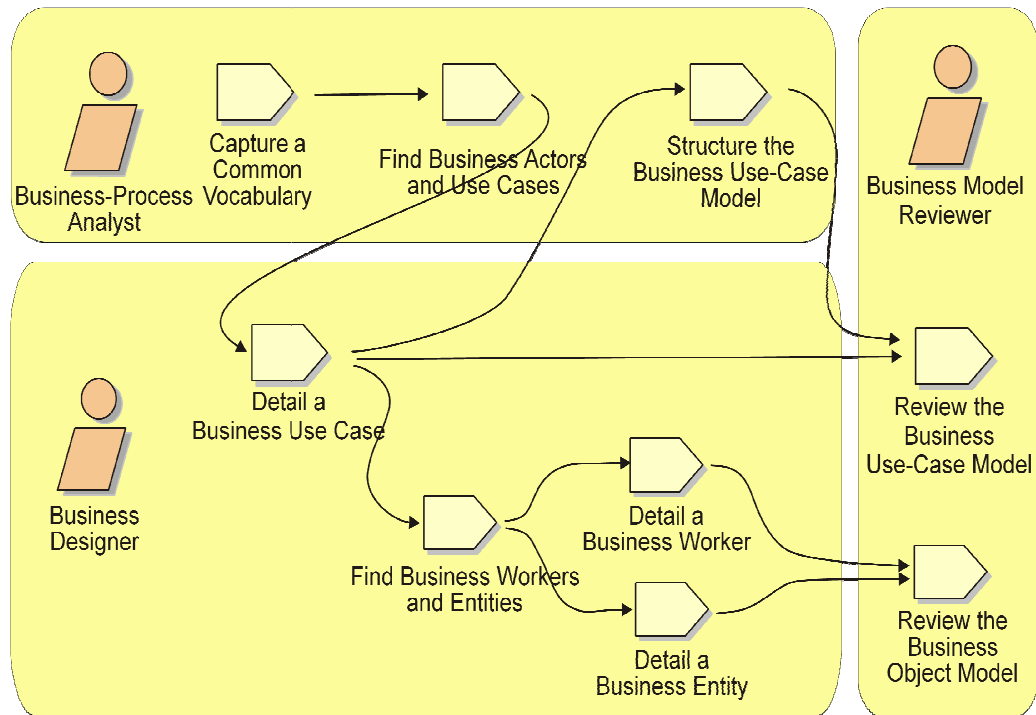 Business-Process
Analyst
Capture a
Common
Vocabulary
Find Business Actors
and Use Cases
Structure the
Business Use-Case
Model
Business Model
Reviewer
Detail a
Business Use Case
Business
Designer
Find Business Workers
and Entities
Detail a
Business Worker
Detail a
Business Entity
Review the
Business
Use-Case Model
Review the
Business
Object Model